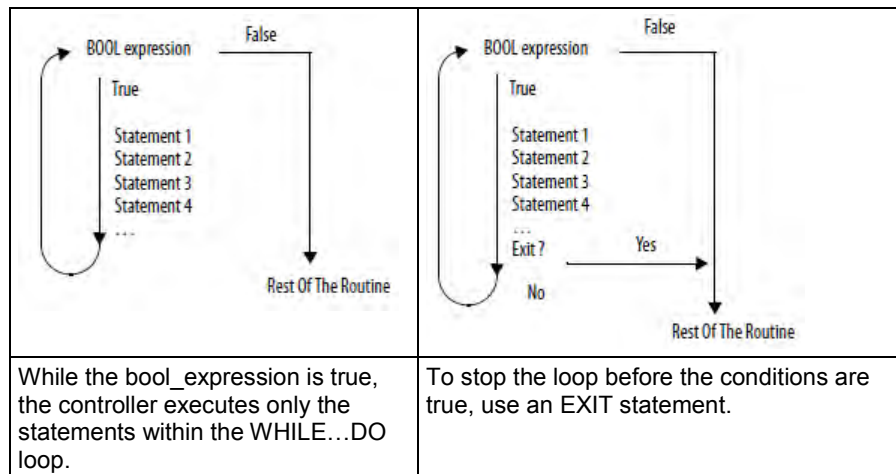 BOOL expression
False
True
Statement 1
Statement 2
Statement 3
Statement 4
...
Rest Of The Routine
BOOL expression
False
True
Statement 1
Statement 2
Statement 3
Statement 4
...
Exit ?
Yes
No
Rest Of The Routine
While the bool_expression is true,
the controller executes only the
statements within the WHILE…DO
loop.
To stop the loop before the conditions are
true, use an EXIT statement.